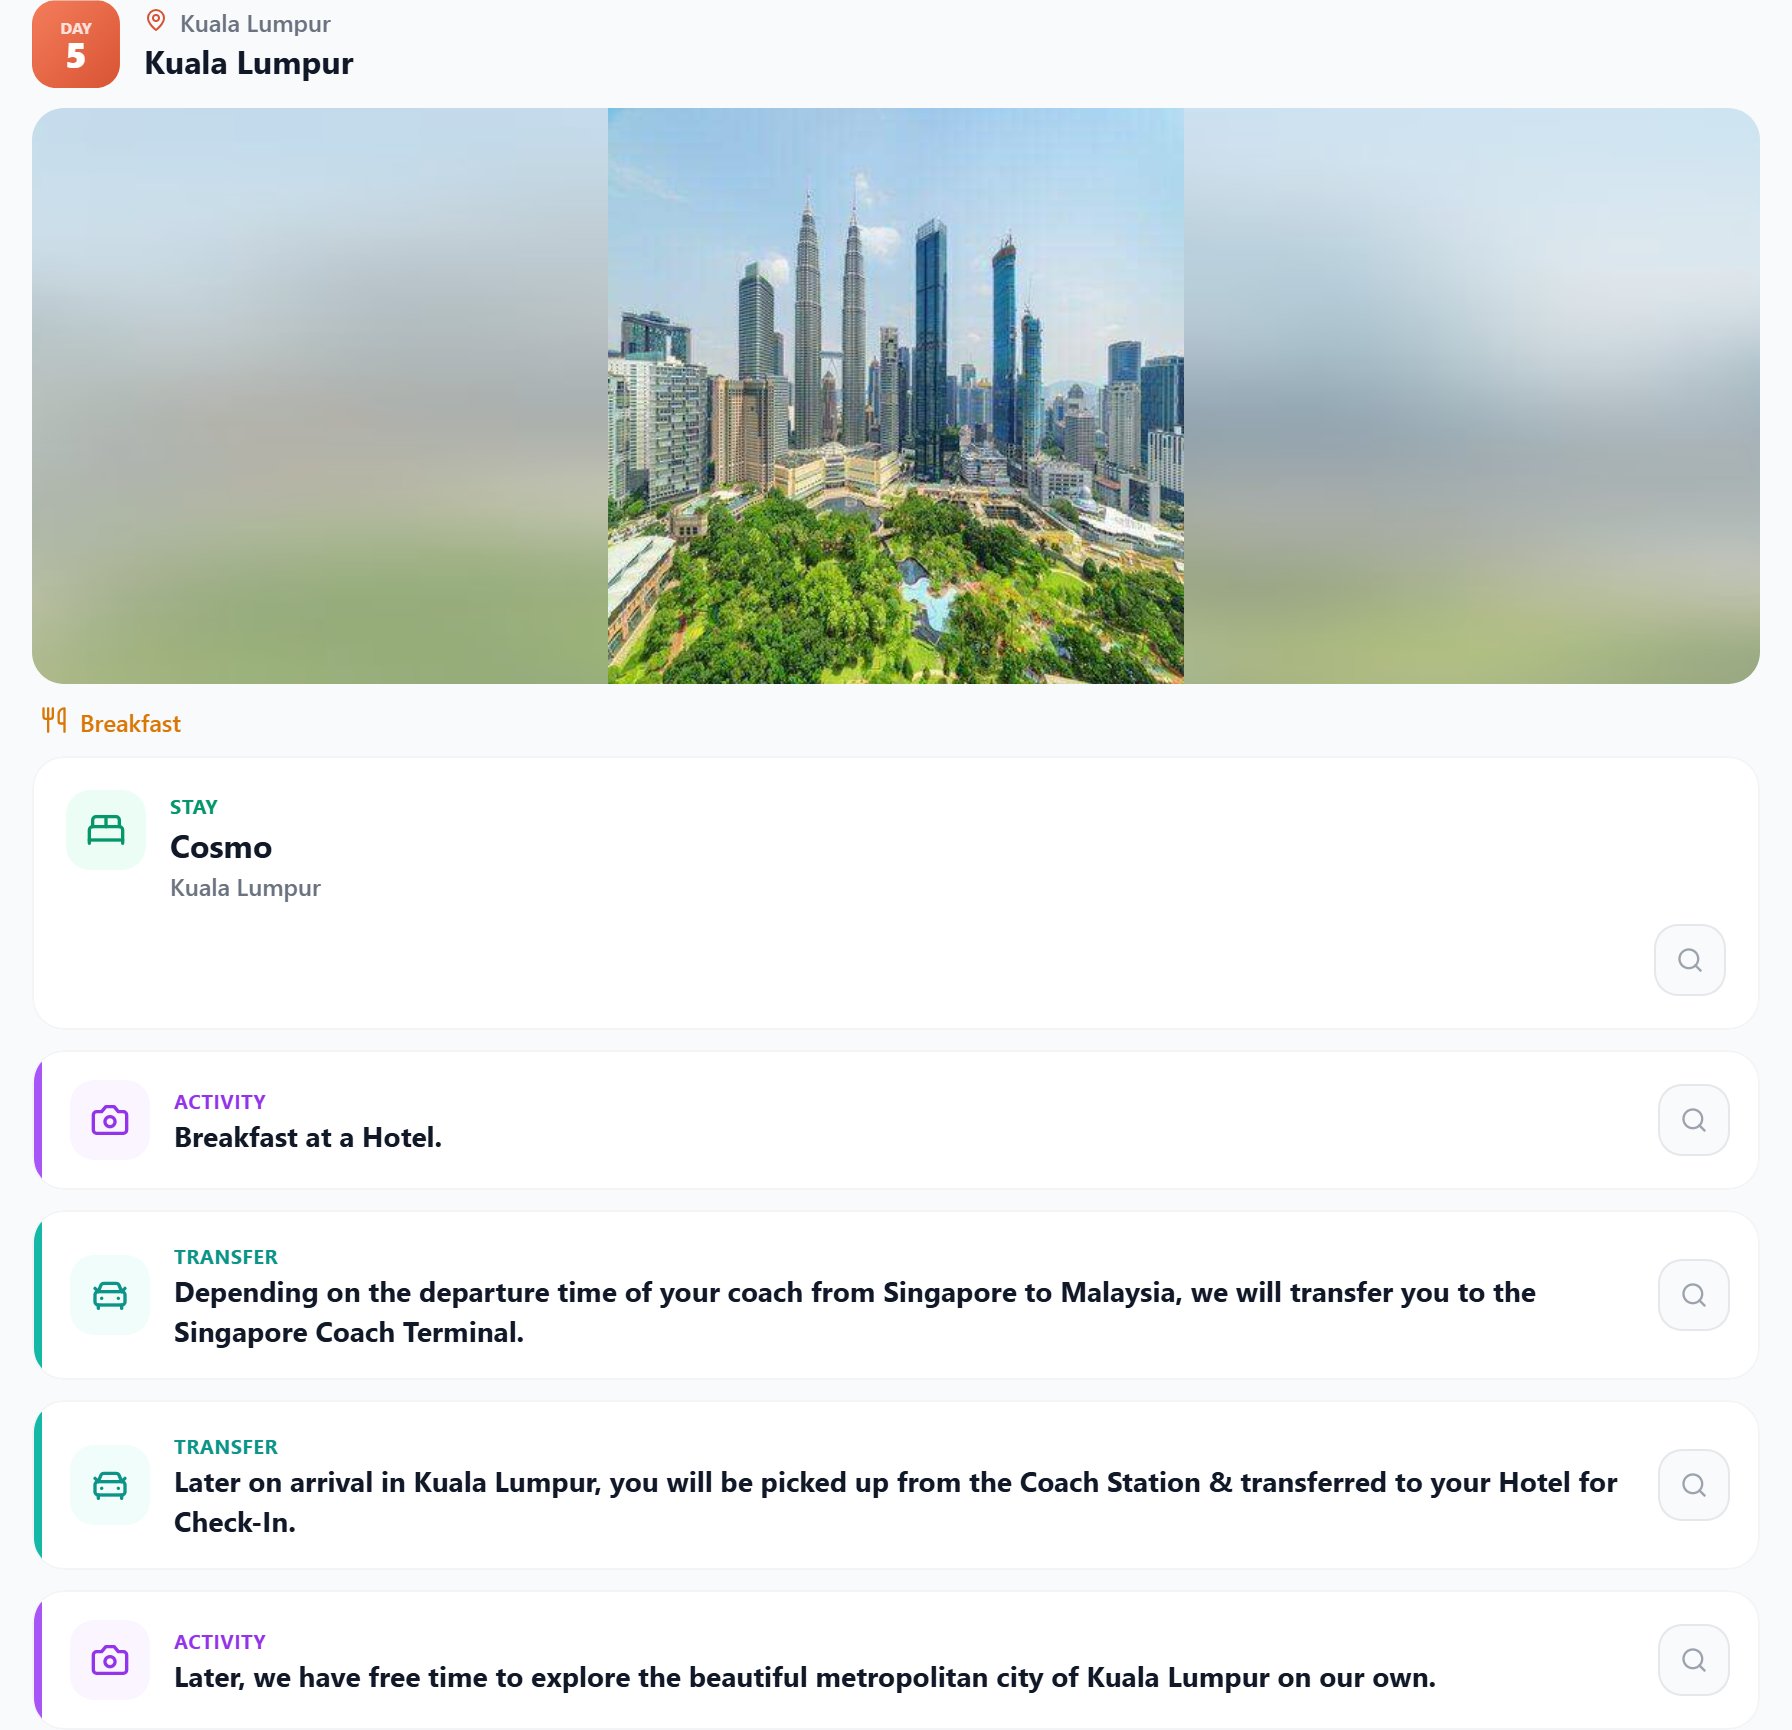 DAY
5
Kuala Lumpur
Kuala Lumpur
Breakfast
STAY
Cosmo
Kuala Lumpur
ACTIVITY
Breakfast at a Hotel.
TRANSFER
Depending on the departure time of your coach from Singapore to Malaysia, we will transfer you to the
Singapore Coach Terminal.
TRANSFER
Later on arrival in Kuala Lumpur, you will be picked up from the Coach Station & transferred to your Hotel for
Check-In.
ACTIVITY
Later, we have free time to explore the beautiful metropolitan city of Kuala Lumpur on our own.